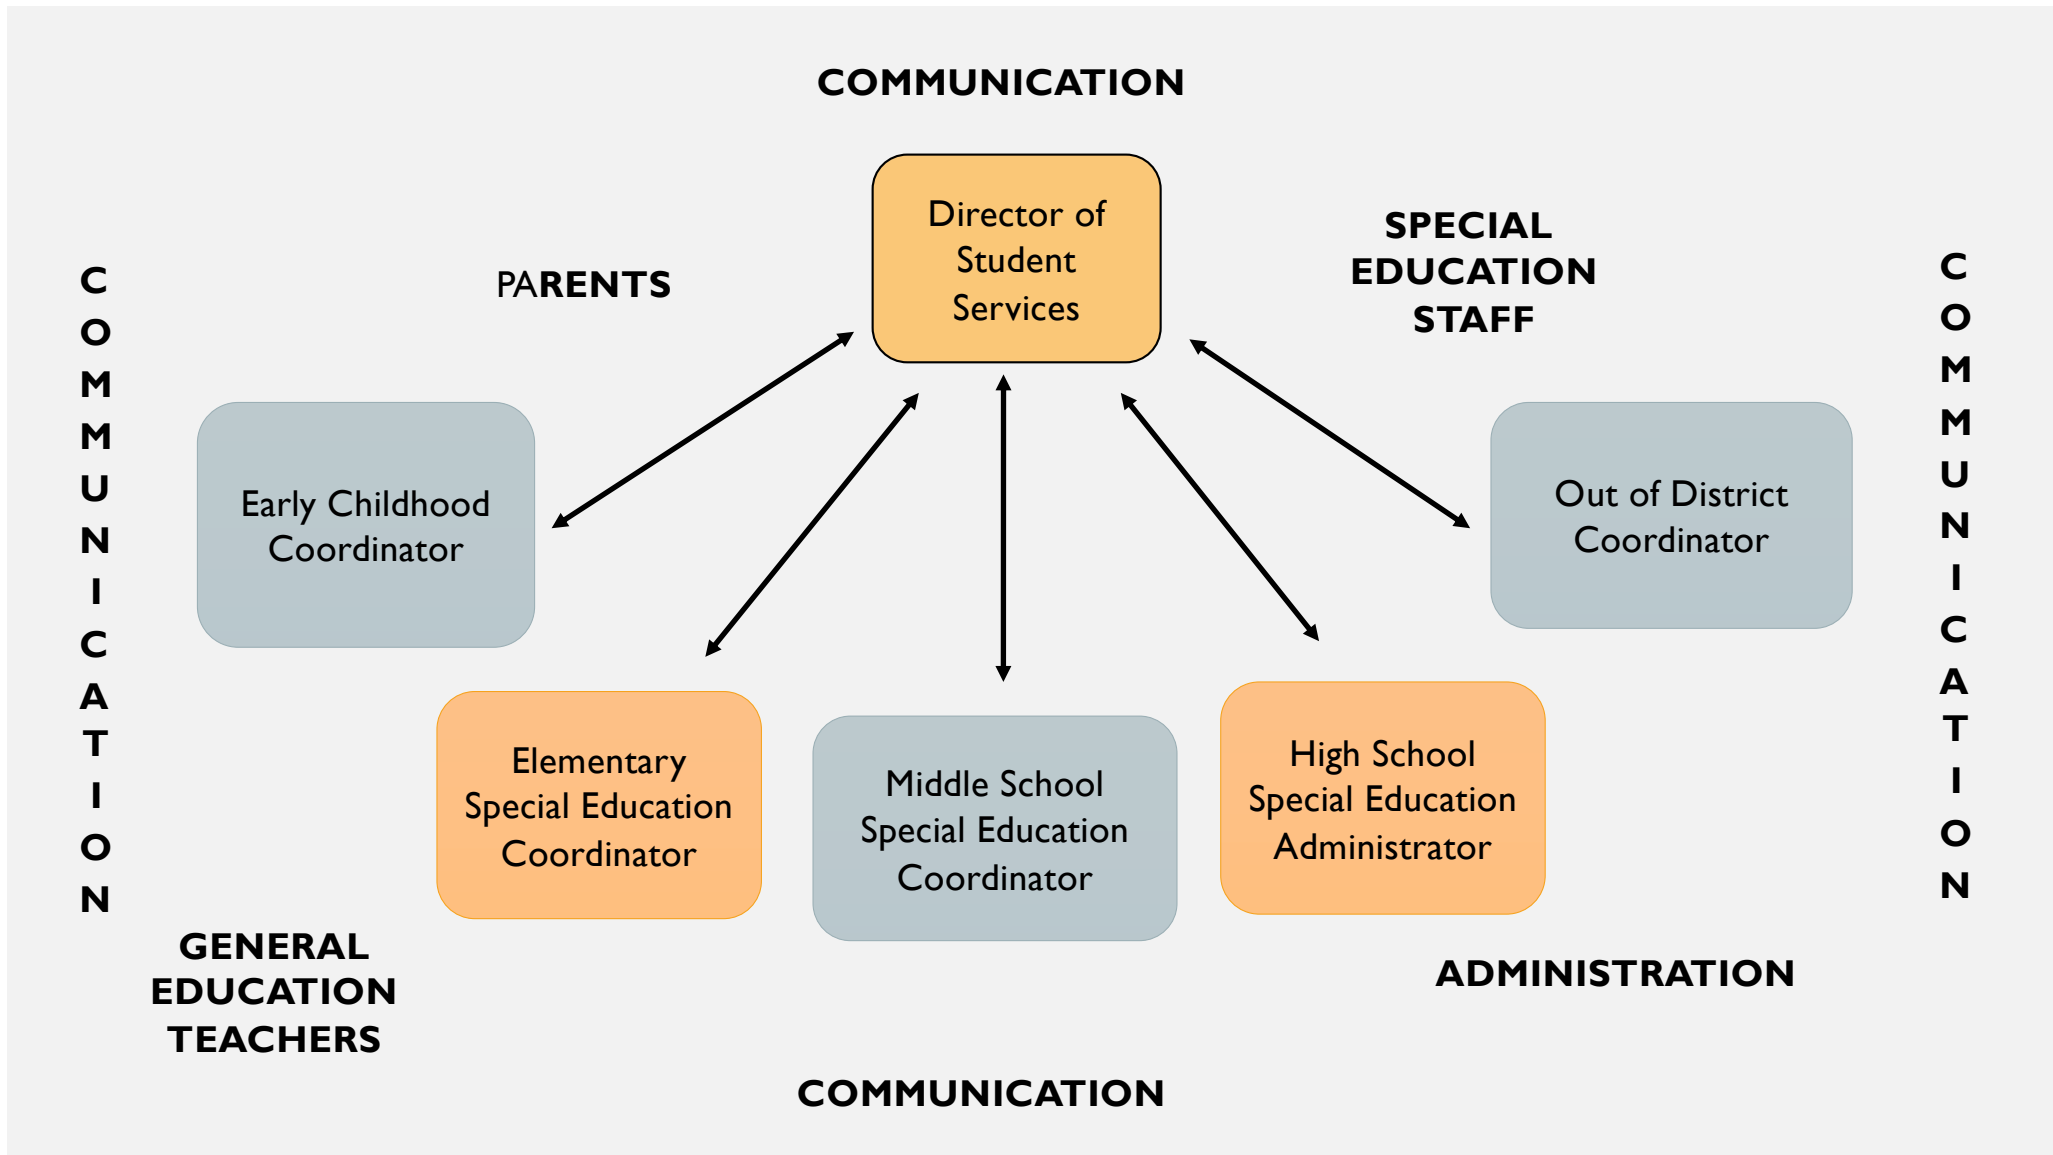 COMMUNICATION
Director of
Student
Services
PARENTS
SPECIAL
EDUCATION
STAFF
C
O
M
M
U
N
I
C
A
T
I
O
N
C
O
M
M
U
N
I
C
A
T
I
O
N
Early Childhood
Coordinator
Out of District
Coordinator
Elementary
Special Education
Coordinator
Middle School
Special Education
Coordinator
High School
Special Education
Administrator
GENERAL
EDUCATION
TEACHERS
ADMINISTRATION
COMMUNICATION